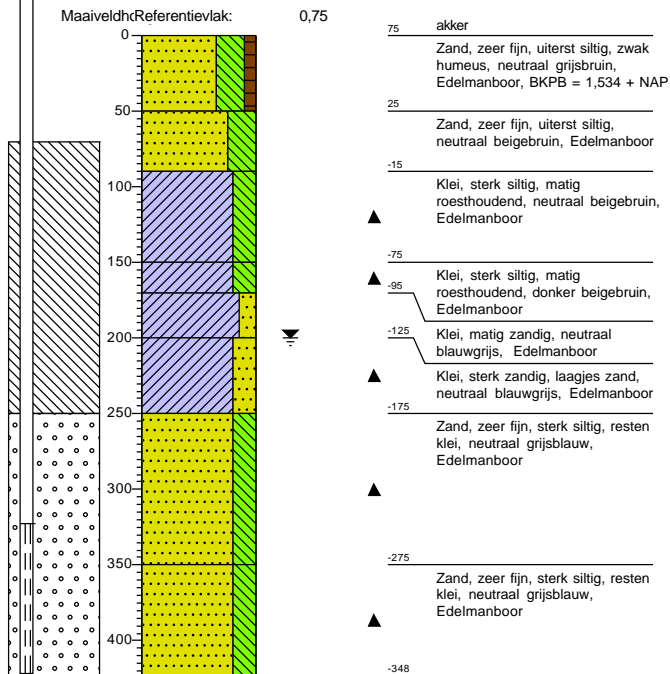 MaaiveldhoReferentievlak: 0,75
0
50
100
150
200
250
300
350
400
75 akker
Zand, zeer fijn, uiterst siltig, zwak
humeus, neutraal grijsbruin,
Edelmanboor, BKPB = 1,534 + NAP
25
Zand, zeer fijn, uiterst siltig,
neutraal beigebruin, Edelmanboor
-15
Klei, sterk siltig, matig
roesthoudend, neutraal beigebruin,
Edelmanboor
-75
Klei, sterk siltig, matig
roesthoudend, donker beigebruin,
Edelmanboor
-95
Klei, matig zandig, neutraal
blauwgrijs, Edelmanboor
-125
Klei, sterk zandig, laagjes zand,
neutraal blauwgrijs, Edelmanboor
-175
Zand, zeer fijn, sterk siltig, resten
klei, neutraal grijsblauw,
Edelmanboor
-275
Zand, zeer fijn, sterk siltig, resten
klei, neutraal grijsblauw,
Edelmanboor
-348